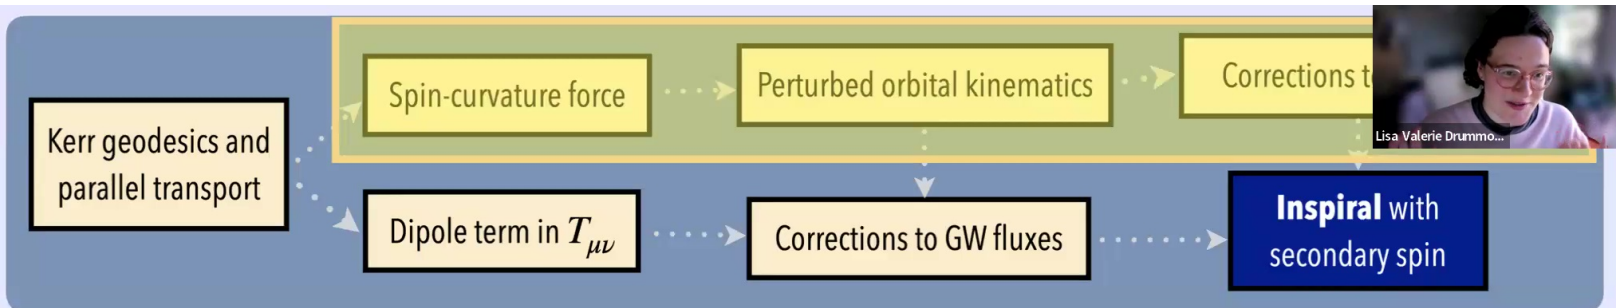 Kerr geodesics and
parallel transport
Spin-curvature force
Perturbed orbital kinematics
Corrections
Lisa Valerie Drummo...
Dipole term in Tμν
Corrections to GW fluxes
Inspiral with
secondary spin